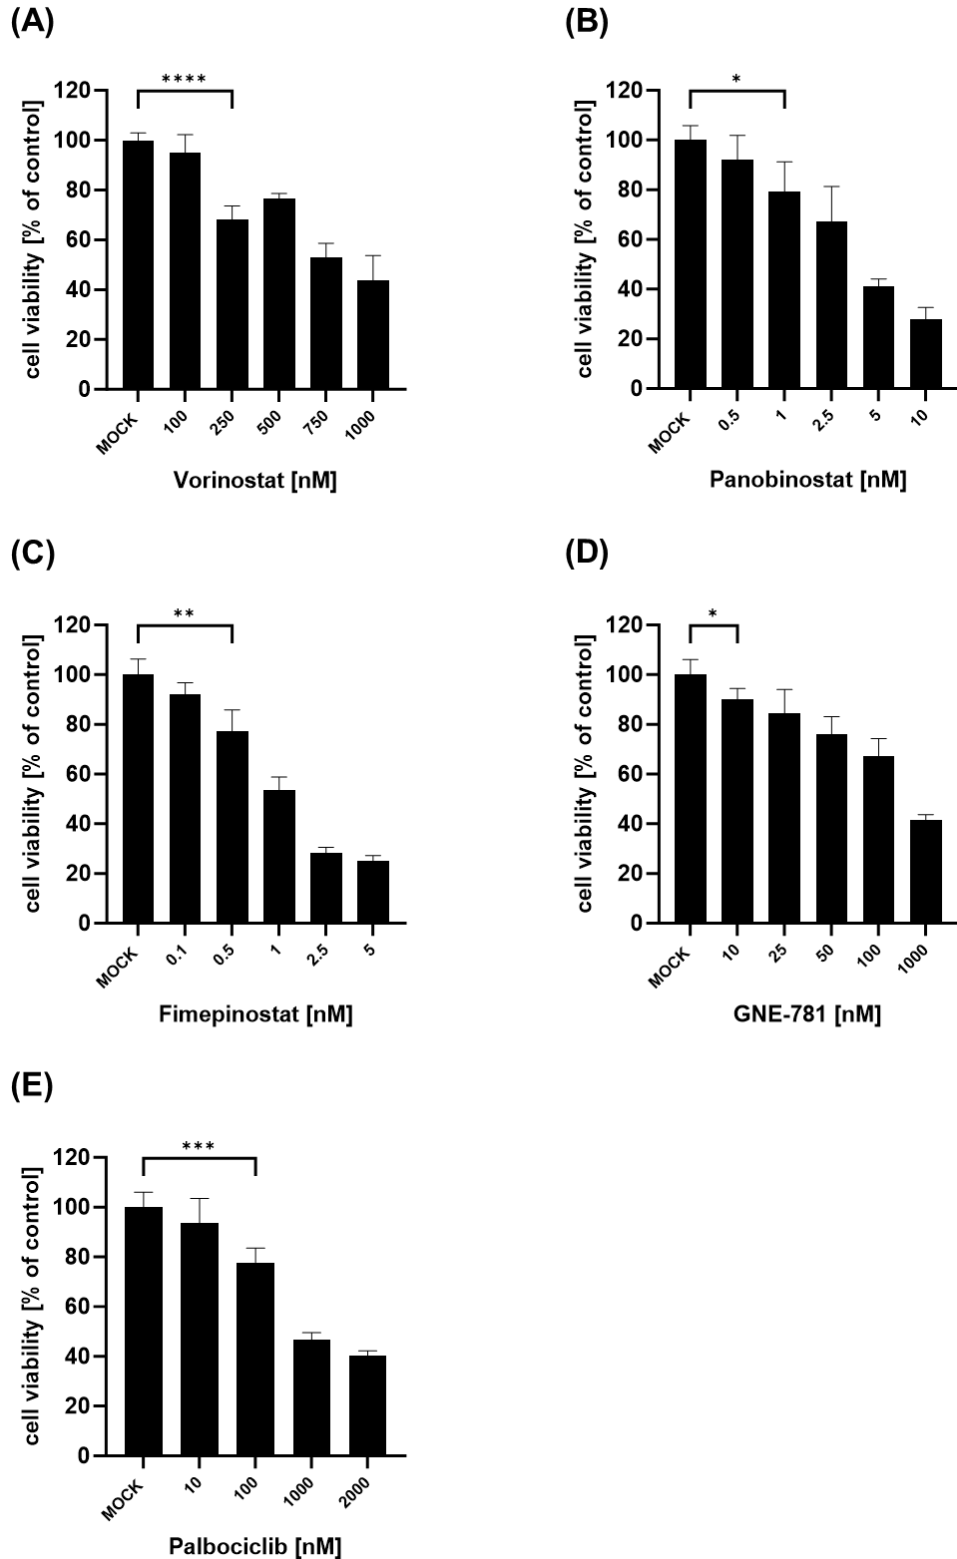 (A)
cell viability [% of control]
120
100
80
60
40
20
0
****
MOCK 100 250 500 750 1000
Vorinostat [nM]
(B)
cell viability [% of control]
120
100
80
60
40
20
0
*
MOCK 0.5 1 2.5 5 10
Panobinostat [nM]
(C)
cell viability [% of control]
120
100
80
60
40
20
0
**
MOCK 0.1 0.5 1 2.5 5
Fimepinostat [nM]
(D)
cell viability [% of control]
120
100
80
60
40
20
0
*
MOCK 10 25 50 100 1000
GNE-781 [nM]
(E)
cell viability [% of control]
120
100
80
60
40
20
0
***
MOCK 10 100 1000 2000
Palbociclib [nM]